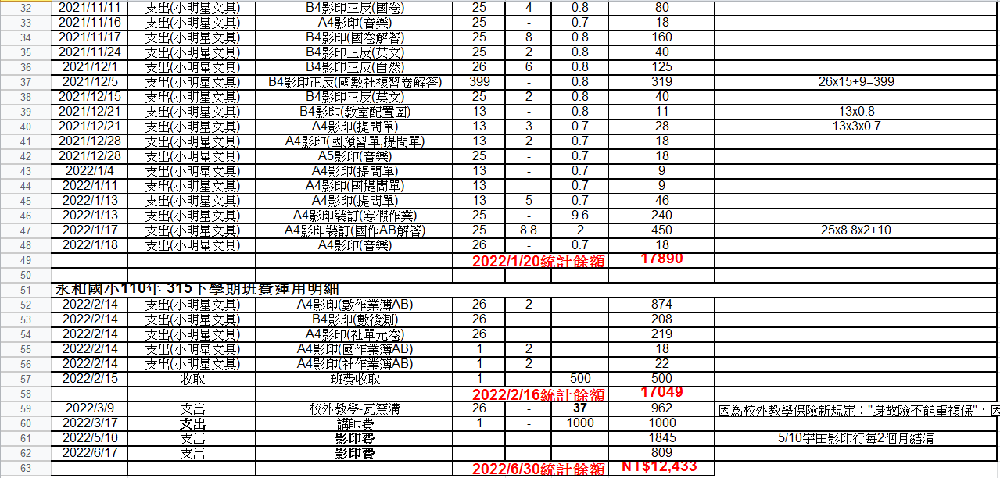 32 2021/11/11 支出(小明星文具) B4影印正反(國卷) 25 4 0.8 80
33 2021/11/16 支出(小明星文具) A4影印(音樂) 25 - 0.7 18
34 2021/11/17 支出(小明星文具) B4影印(國卷解答) 25 8 0.8 160
35 2021/11/24 支出(小明星文具) B4影印正反(英文) 25 2 0.8 40
36 2021/12/1 支出(小明星文具) B4影印正反(自然) 26 6 0.8 125
37 2021/12/5 支出(小明星文具) B4影印正反(國數社複習卷解答) 399 - 0.8 319 26x15+9=399
38 2021/12/15 支出(小明星文具) B4影印正反(英文) 25 2 0.8 40
39 2021/12/21 支出(小明星文具) B4影印(教室配置圖) 13 - 0.8 11 13x0.8
40 2021/12/21 支出(小明星文具) A4影印(提問單) 13 3 0.7 28 13x3x0.7
41 2021/12/28 支出(小明星文具) A4影印(國預習單,提問單) 13 2 0.7 18
42 2021/12/28 支出(小明星文具) A5影印(音樂) 25 - 0.7 18
43 2022/1/4 支出(小明星文具) A4影印(提問單) 13 - 0.7 9
44 2022/1/11 支出(小明星文具) A4影印(國提問單) 13 - 0.7 9
45 2022/1/13 支出(小明星文具) A4影印(提問單) 13 5 0.7 46
46 2022/1/13 支出(小明星文具) A4影印裝訂(寒假作業) 25 - 9.6 240
47 2022/1/17 支出(小明星文具) A4影印裝訂(國作AB解答) 25 8.8 2 450 25x8.8x2+10
48 2022/1/18 支出(小明星文具) A4影印(音樂) 26 - 0.7 18
49 2022/1/20統計餘額 17890
50
51 永和國小110年 315下學期班費運用明細
52 2022/2/14 支出(小明星文具) A4影印(數作業簿AB) 26 2 874
53 2022/2/14 支出(小明星文具) B4影印(數後測) 26 208
54 2022/2/14 支出(小明星文具) A4影印(社單元卷) 26 219
55 2022/2/14 支出(小明星文具) A4影印(國作業簿AB) 1 2 18
56 2022/2/14 支出(小明星文具) A4影印(社作業簿AB) 1 2 22
57 2022/2/15 收取 班費收取 1 - 500 500
58 2022/2/16統計餘額 17049
59 2022/3/9 支出 校外教學-瓦窯溝 26 - 37 962 因為校外教學保險新規定："身故險不能重複保"，因
60 2022/3/17 支出 講師費 1 - 1000 1000
61 2022/5/10 支出 影印費 1845 5/10宇田影印行每2個月結清
62 2022/6/17 支出 影印費 809
63 2022/6/30統計餘額 NT$12,433